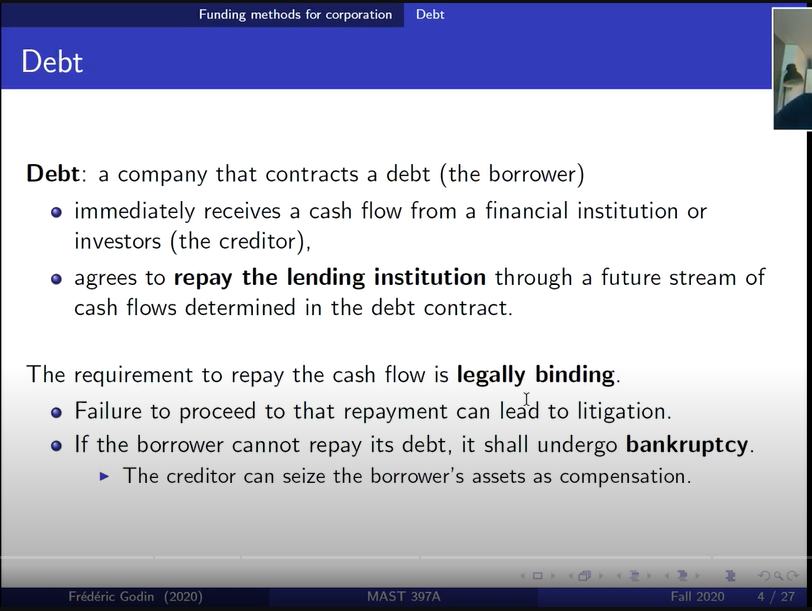 Funding methods for corporation Debt
Debt
Debt: a company that contracts a debt (the borrower)
immediately receives a cash flow from a financial institution or
investors (the creditor),
agrees to repay the lending institution through a future stream of
cash flows determined in the debt contract.
The requirement to repay the cash flow is legally binding.
Failure to proceed to that repayment can lead to litigation.
If the borrower cannot repay its debt, it shall undergo bankruptcy.
The creditor can seize the borrower's assets as compensation.
Frédéric Godin (2020) MAST 397A Fall 2020 4 / 27